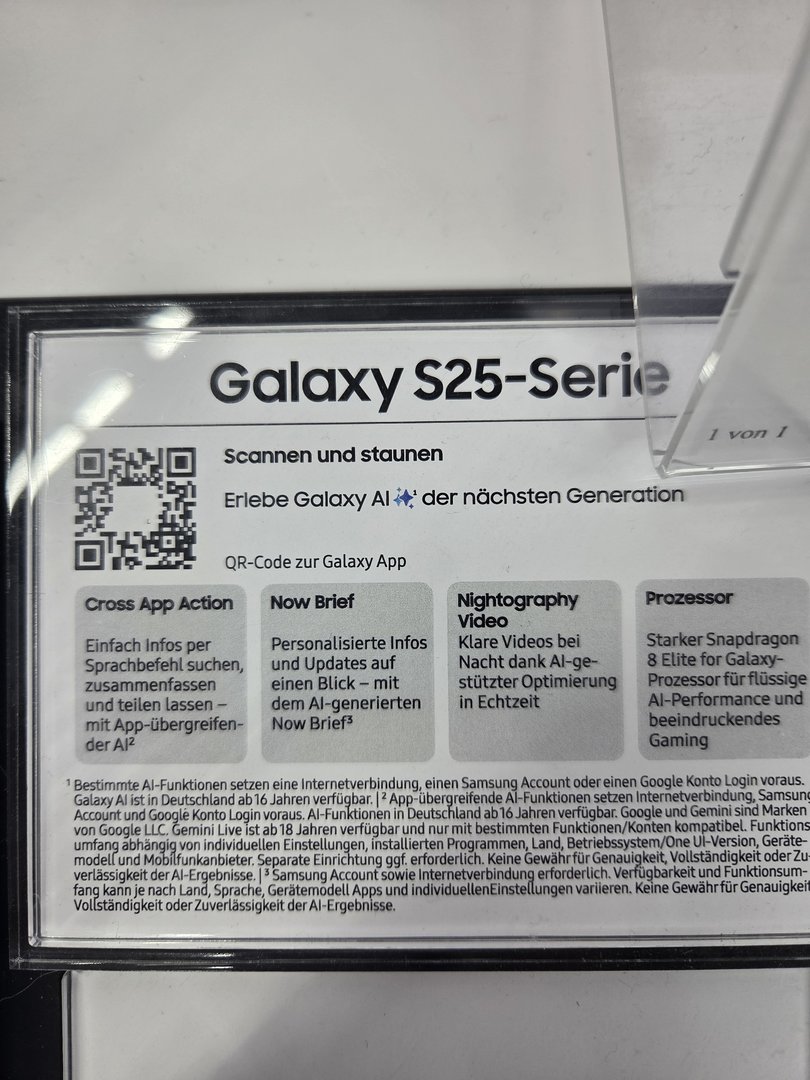 Galaxy S25-Serie
1 von 1
Scannen und staunen
Erlebe Galaxy AI¹ der nächsten Generation
QR-Code zur Galaxy App
Cross App Action
Einfach Infos per
Sprachbefehl suchen,
zusammenfassen
und teilen lassen –
mit App-übergreifen-
der AI²
Now Brief
Personalisierte Infos
und Updates auf
einen Blick – mit
dem AI-generierten
Now Brief³
Nightography
Video
Klare Videos bei
Nacht dank AI-ge-
stützter Optimierung
in Echtzeit
Prozessor
Starker Snapdragon
8 Elite for Galaxy-
Prozessor für flüssige
AI-Performance und
beeindruckendes
Gaming
¹ Bestimmte AI-Funktionen setzen eine Internetverbindung, einen Samsung Account oder einen Google Konto Login voraus.
Galaxy AI ist in Deutschland ab 16 Jahren verfügbar. | ² App-übergreifende AI-Funktionen setzen Internetverbindung, Samsung
Account und Google Konto Login voraus. AI-Funktionen in Deutschland ab 16 Jahren verfügbar. Google und Gemini sind Marken
von Google LLC. Gemini Live ist ab 18 Jahren verfügbar und nur mit bestimmten Funktionen/Konten kompatibel. Funktions
umfang abhängig von individuellen Einstellungen, installierten Programmen, Land, Betriebssystem/One UI-Version, Geräte-
modell und Mobilfunkanbieter. Separate Einrichtung ggf. erforderlich. Keine Gewähr für Genauigkeit, Vollständigkeit oder Zu-
verlässigkeit der AI-Ergebnisse. | ³ Samsung Account sowie Internetverbindung erforderlich. Verfügbarkeit und Funktionsum-
fang kann je nach Land, Sprache, Gerätemodell Apps und individuellen Einstellungen variieren. Keine Gewähr für Genauigkeit
Vollständigkeit oder Zuverlässigkeit der AI-Ergebnisse.